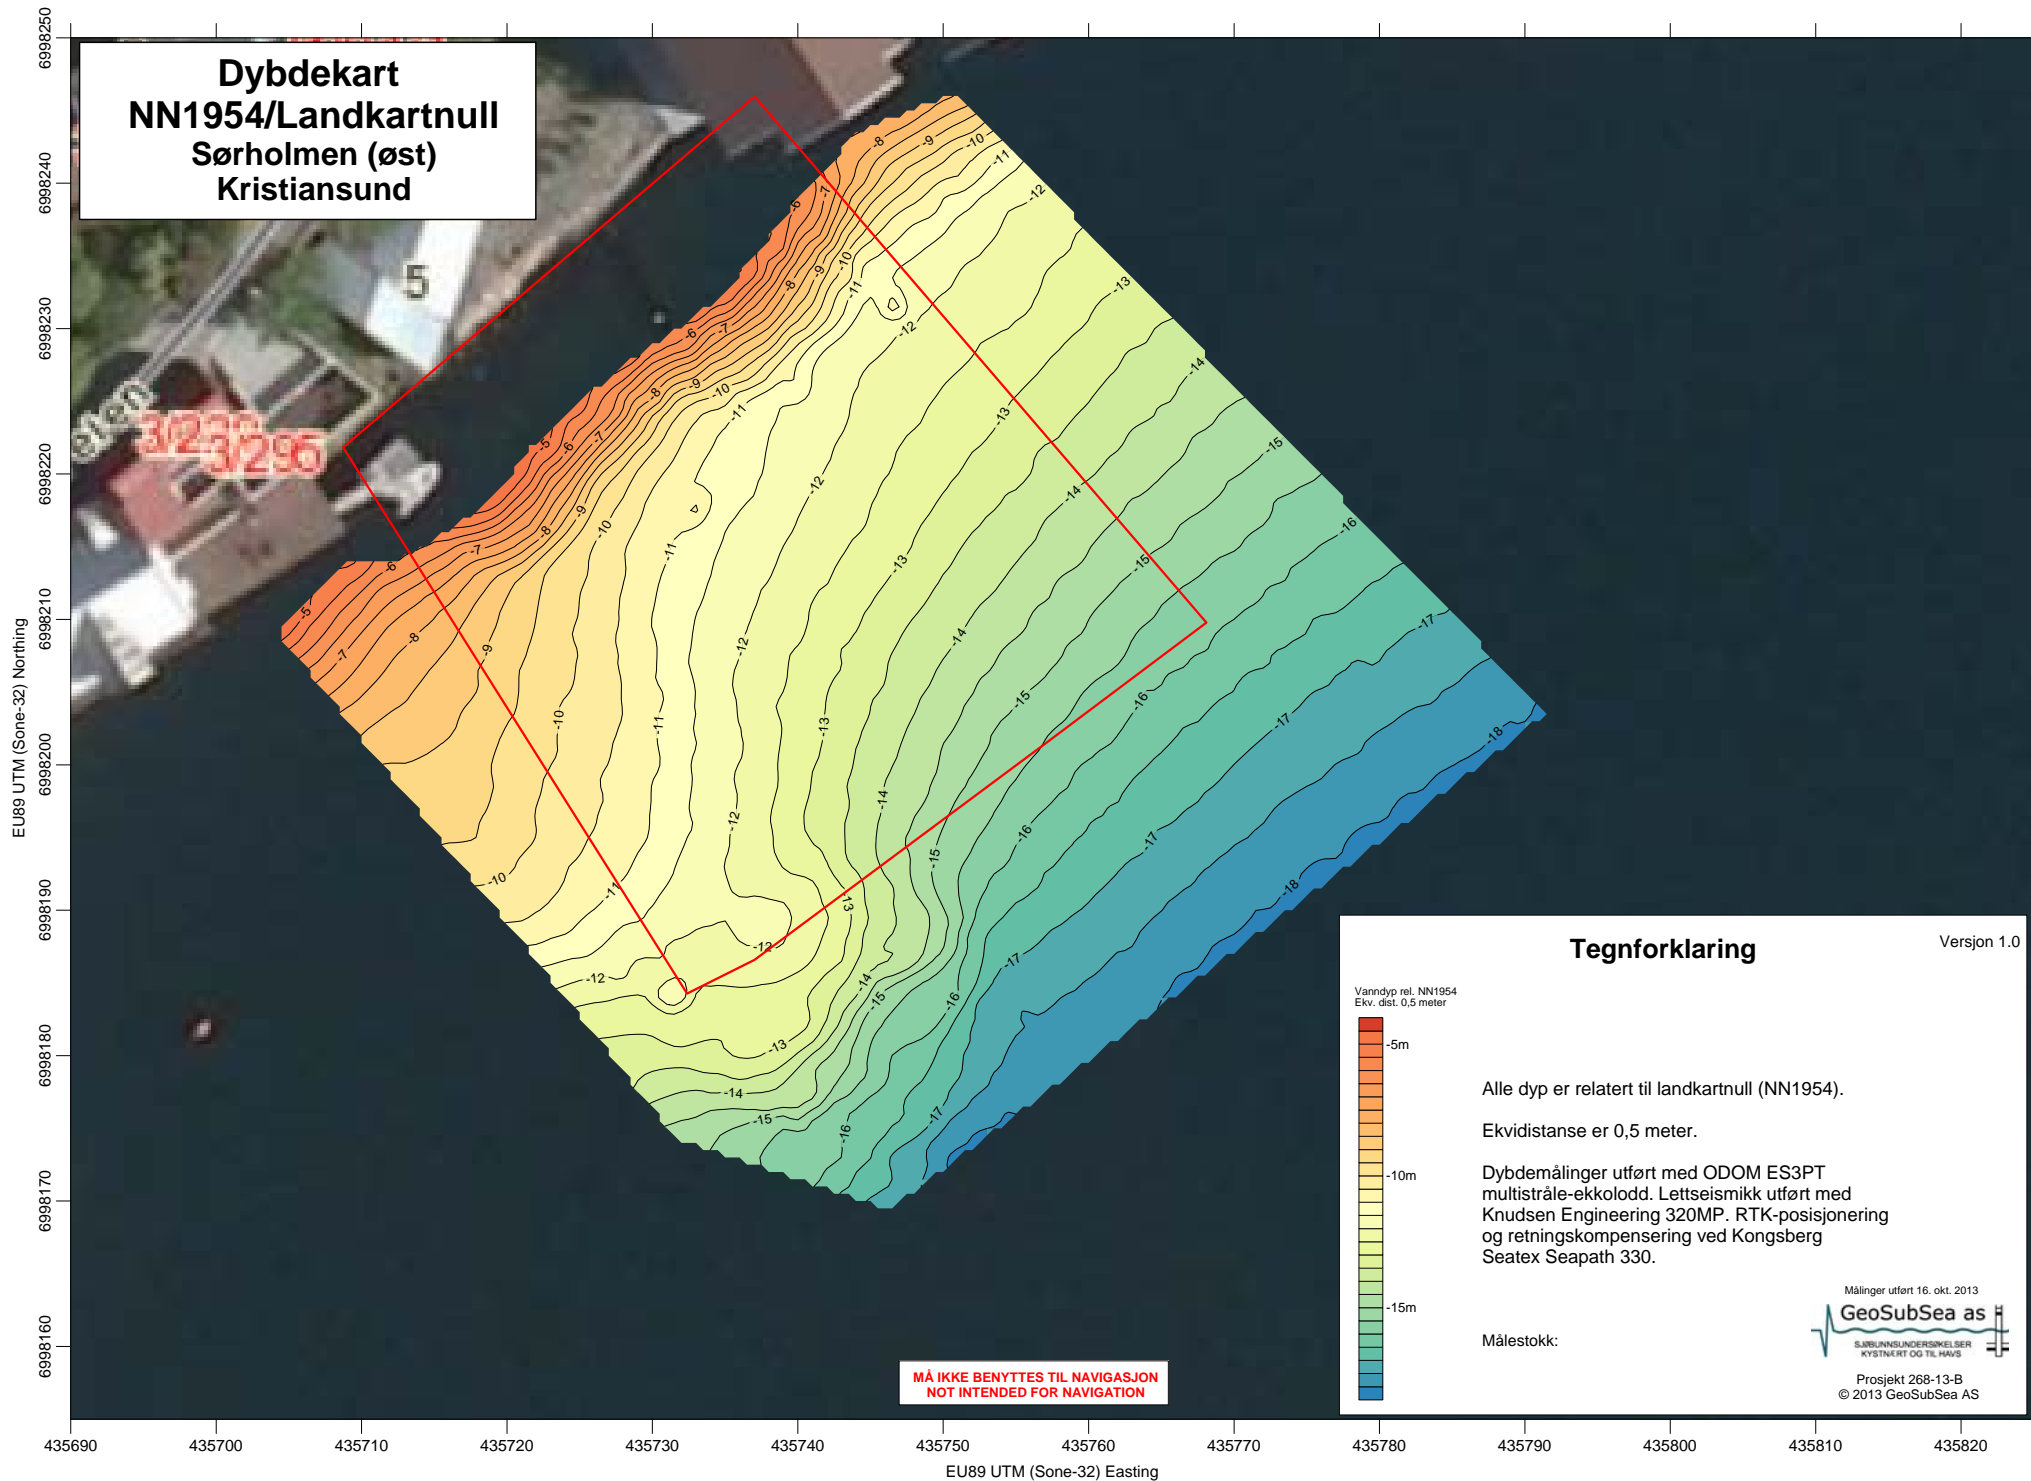 Dybdekart
NN1954/Landkartnull
Sørholmen (øst)
Kristiansund
5
3/295
EU89 UTM (Sone-32) Northing
6998250
6998240
6998230
6998220
6998210
6998200
6998190
6998180
6998170
6998160
435690 435700 435710 435720 435730 435740 435750 435760 435770 435780 435790 435800 435810 435820
EU89 UTM (Sone-32) Easting
MÅ IKKE BENYTTES TIL NAVIGASJON
NOT INTENDED FOR NAVIGATION
Tegnforklaring
Versjon 1.0
Vanndyp rel. NN1954
Ekv. dist. 0,5 meter
-5m
-10m
-15m
Alle dyp er relatert til landkartnull (NN1954).
Ekvidistanse er 0,5 meter.
Dybdemålinger utført med ODOM ES3PT
multistråle-ekkolodd. Lettseismikk utført med
Knudsen Engineering 320MP. RTK-posisjonering
og retningskompensering ved Kongsberg
Seatex Seapath 330.
Målestokk:
Målinger utført 16. okt. 2013
GeoSubSea as
SJØBUNNSUNDERSØKELSER
KYSTNÆRT OG TIL HAVS
Prosjekt 268-13-B
© 2013 GeoSubSea AS